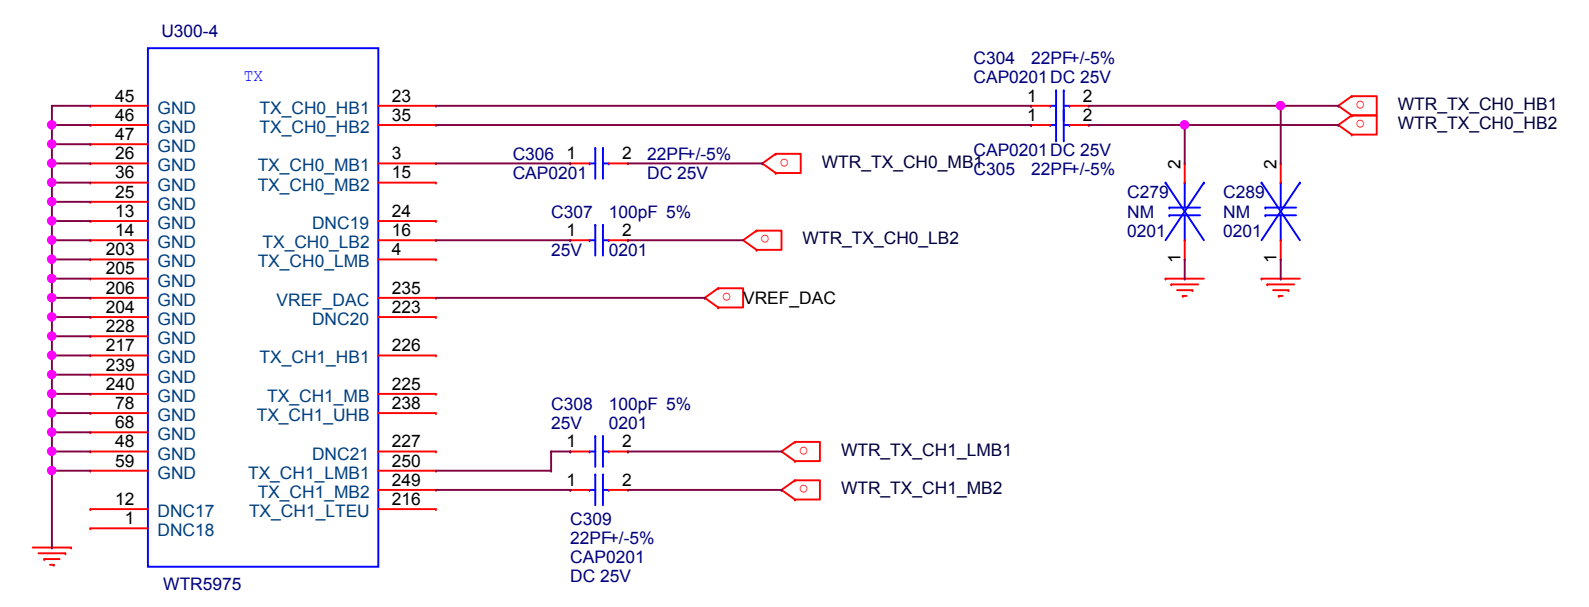 U300-4
TX
45 GND
46 GND
47 GND
26 GND
36 GND
25 GND
13 GND
14 GND
203 GND
205 GND
206 GND
204 GND
228 GND
217 GND
239 GND
240 GND
78 GND
68 GND
48 GND
59 GND
12 DNC17
1 DNC18
TX_CH0_HB1 23
TX_CH0_HB2 35
TX_CH0_MB1 3
TX_CH0_MB2 15
DNC19 24
TX_CH0_LB2 16
TX_CH0_LMB 4
VREF_DAC 235
DNC20 223
TX_CH1_HB1 226
TX_CH1_MB 225
TX_CH1_UHB 238
DNC21 227
TX_CH1_LMB1 250
TX_CH1_MB2 249
TX_CH1_LTEU 216
WTR5975
C304 22PF+/-5%
CAP0201 DC 25V
1 2
1 2
CAP0201 DC 25V
C305 22PF+/-5%
WTR_TX_CH0_HB1
WTR_TX_CH0_HB2
C306 1 2 22PF+/-5%
CAP0201 DC 25V
WTR_TX_CH0_MB1
C307 100pF 5%
1 2
25V 0201
WTR_TX_CH0_LB2
VREF_DAC
2
C279
NM
0201
1
2
C289
NM
0201
1
C308 100pF 5%
25V 0201
1 2
WTR_TX_CH1_LMB1
1 2
WTR_TX_CH1_MB2
C309
22PF+/-5%
CAP0201
DC 25V